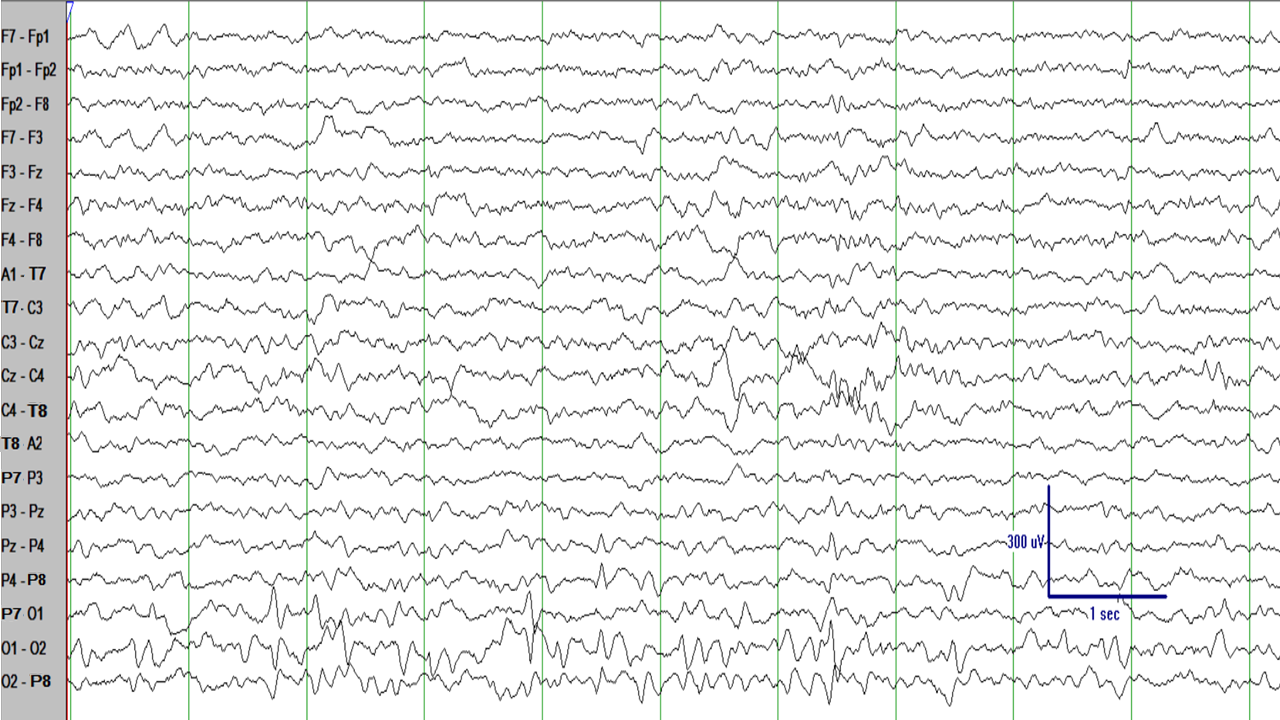 F7 - Fp1
Fp1 - Fp2
Fp2 - F8
F7 - F3
F3 - Fz
Fz - F4
F4 - F8
A1 - T7
T7 - C3
C3 - Cz
Cz - C4
C4 - T8
T8 A2
P7 P3
P3 - Pz
Pz - P4
P4 - P8
P7 O1
O1 - O2
O2 - P8
300 uV
1 sec